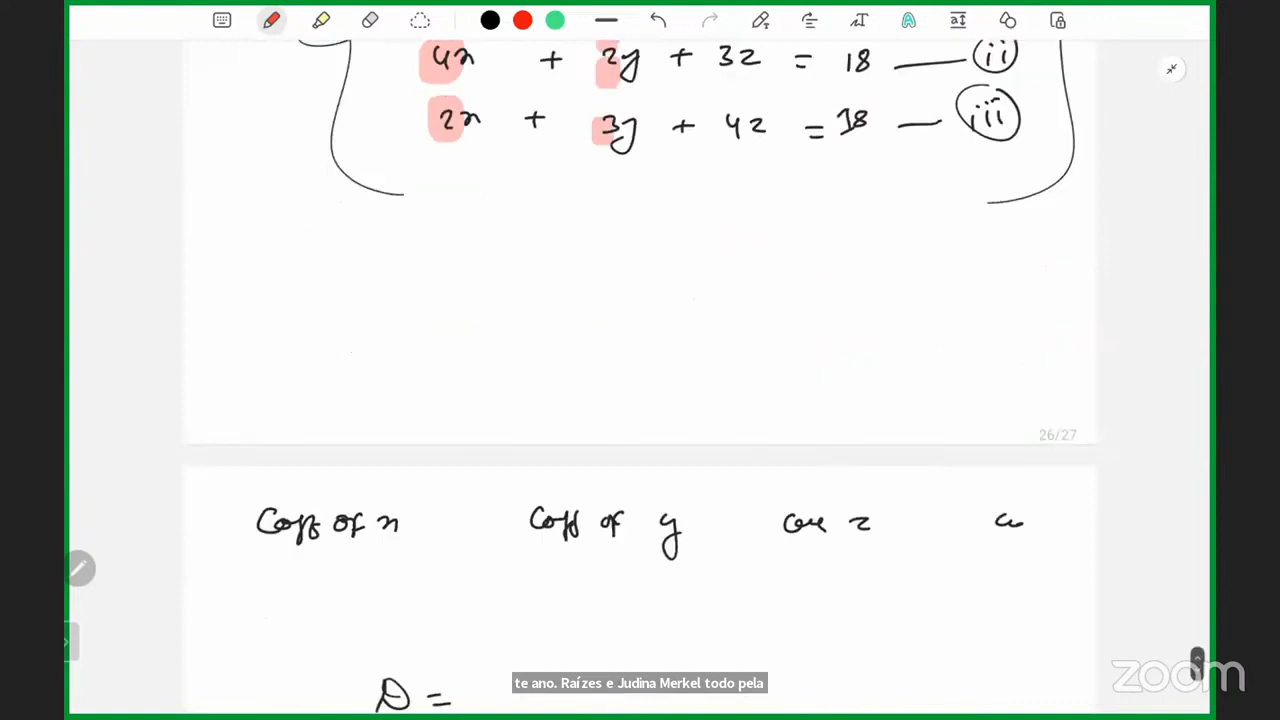 4x + 2y + 3z = 18 — ii
2x + 3y + 4z = 18 — iii
26/27
Coff of x Coff of y z
D =
te ano. Raízes e Judina Merkel todo pela
zoom